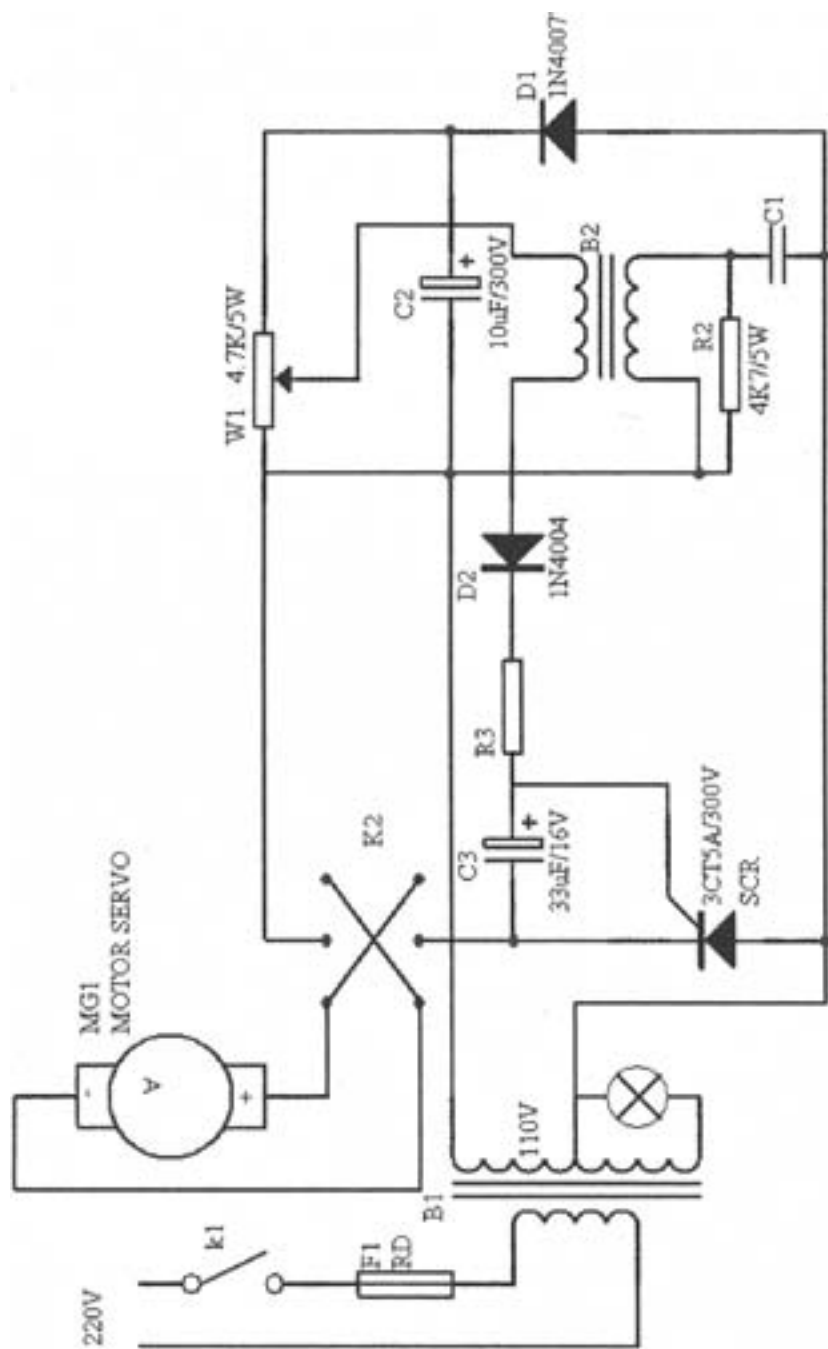 220V
k1
F1
RD
B1
110V
MG1
MOTOR SERVO
-
A
+
K2
W1 4.7K/5W
C2
+
10uF/300V
D1
1N4007
B2
C1
R2
4K7/5W
D2
1N4004
R3
C3
+
33uF/16V
3CT5A/300V
SCR